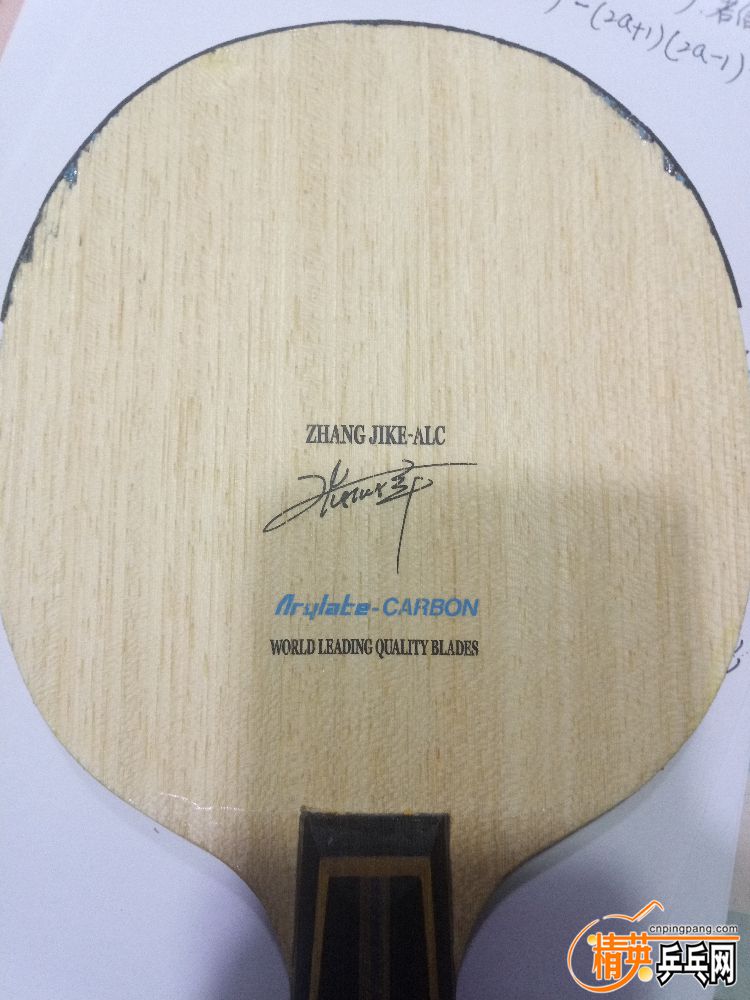 -(2a+1)(2a-1)
ZHANG JIKE-ALC
Arylate-CARBON
WORLD LEADING QUALITY BLADES
cnpingpang.com
精英乒乓网